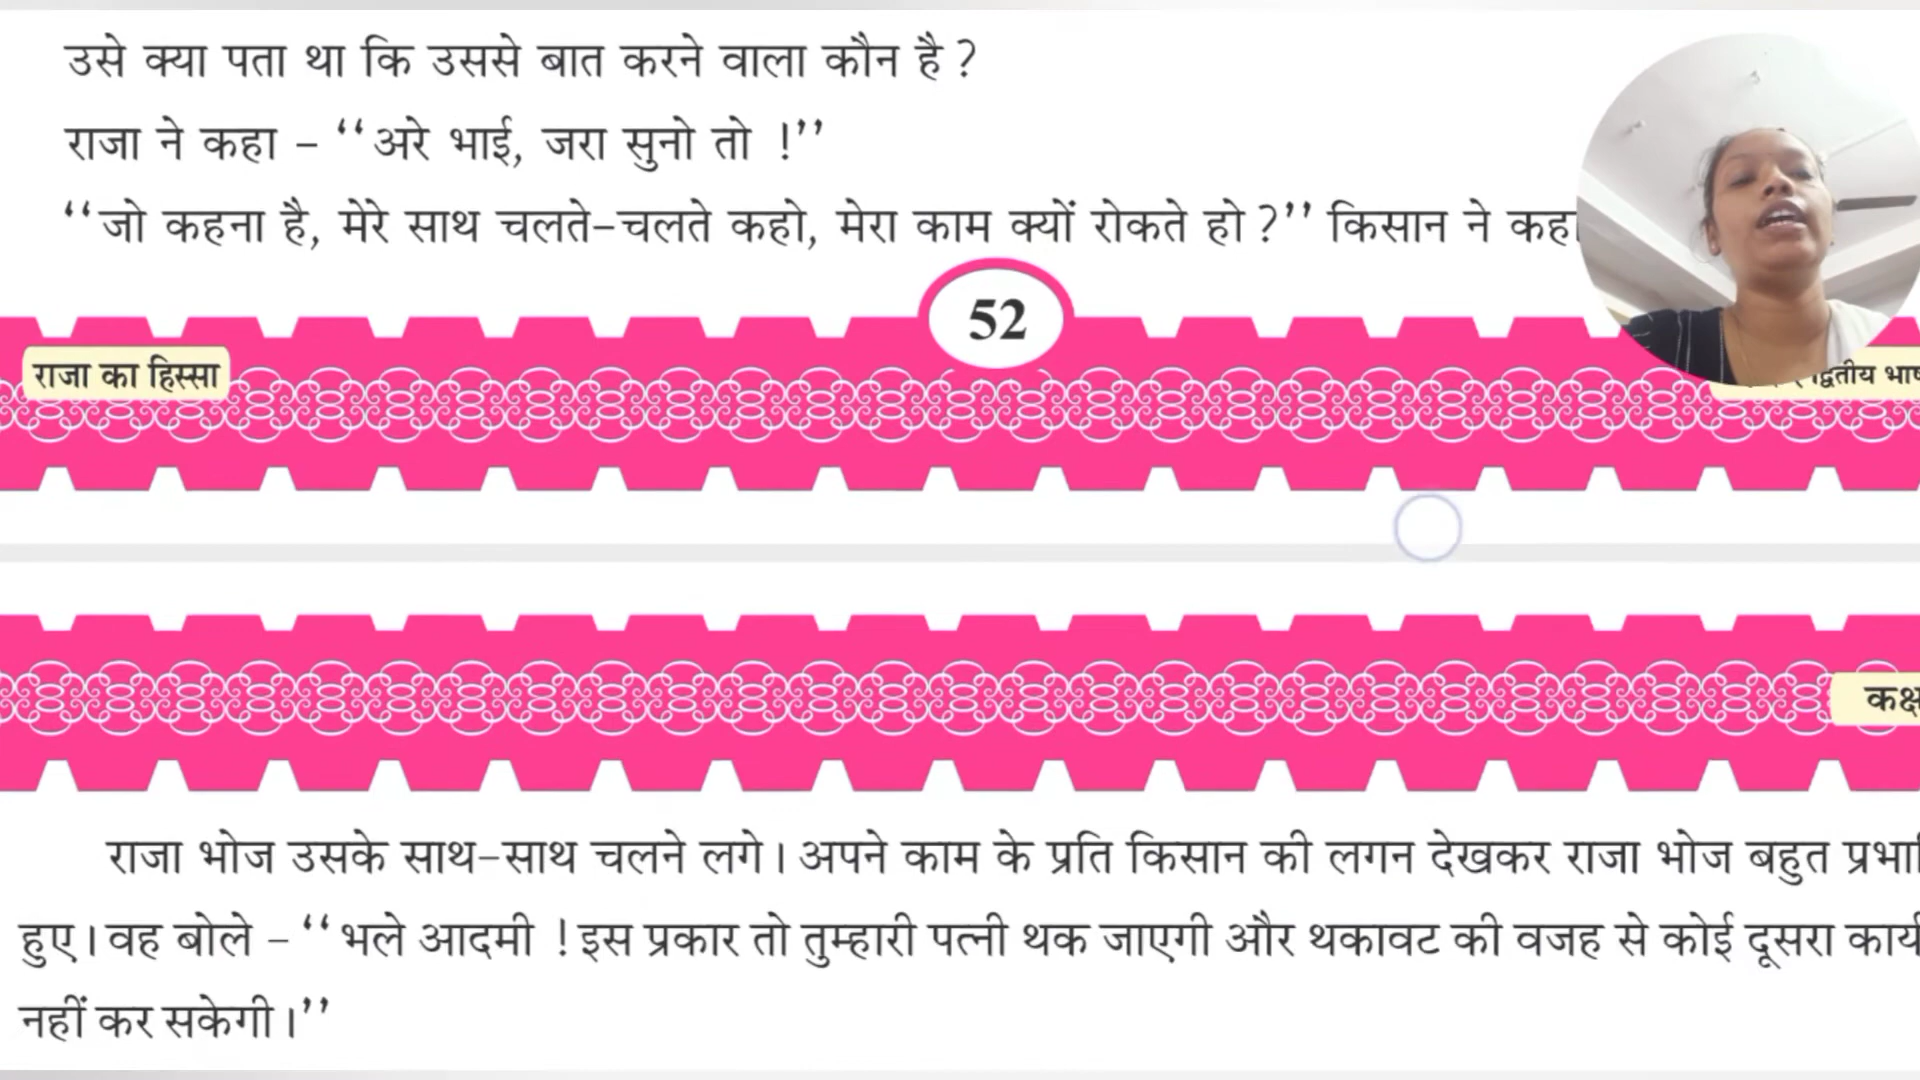 उसे क्या पता था कि उससे बात करने वाला कौन है ?
राजा ने कहा – ‘‘अरे भाई, जरा सुनो तो !’’
‘‘जो कहना है, मेरे साथ चलते-चलते कहो, मेरा काम क्यों रोकते हो ?’’ किसान ने कहा
52
राजा का हिस्सा
द्वितीय
राजा भोज उसके साथ-साथ चलने लगे। अपने काम के प्रति किसान की लगन देखकर राजा भोज बहुत
हुए। वह बोले – ‘‘भले आदमी ! इस प्रकार तो तुम्हारी पत्नी थक जाएगी और थकावट की वजह से कोई दूसरा कार्य
नहीं कर सकेगी।’’